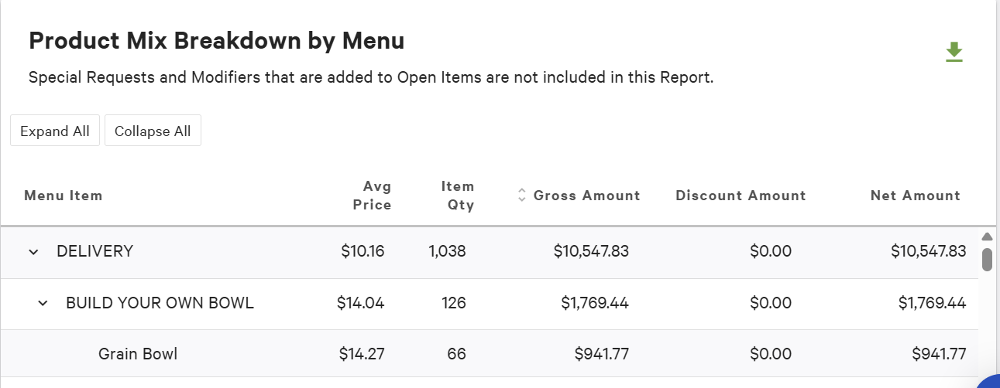 Product Mix Breakdown by Menu
Special Requests and Modifiers that are added to Open Items are not included in this Report.
Expand All Collapse All
Menu Item Avg Price Item Qty Gross Amount Discount Amount Net Amount
DELIVERY $10.16 1,038 $10,547.83 $0.00 $10,547.83
BUILD YOUR OWN BOWL $14.04 126 $1,769.44 $0.00 $1,769.44
Grain Bowl $14.27 66 $941.77 $0.00 $941.77